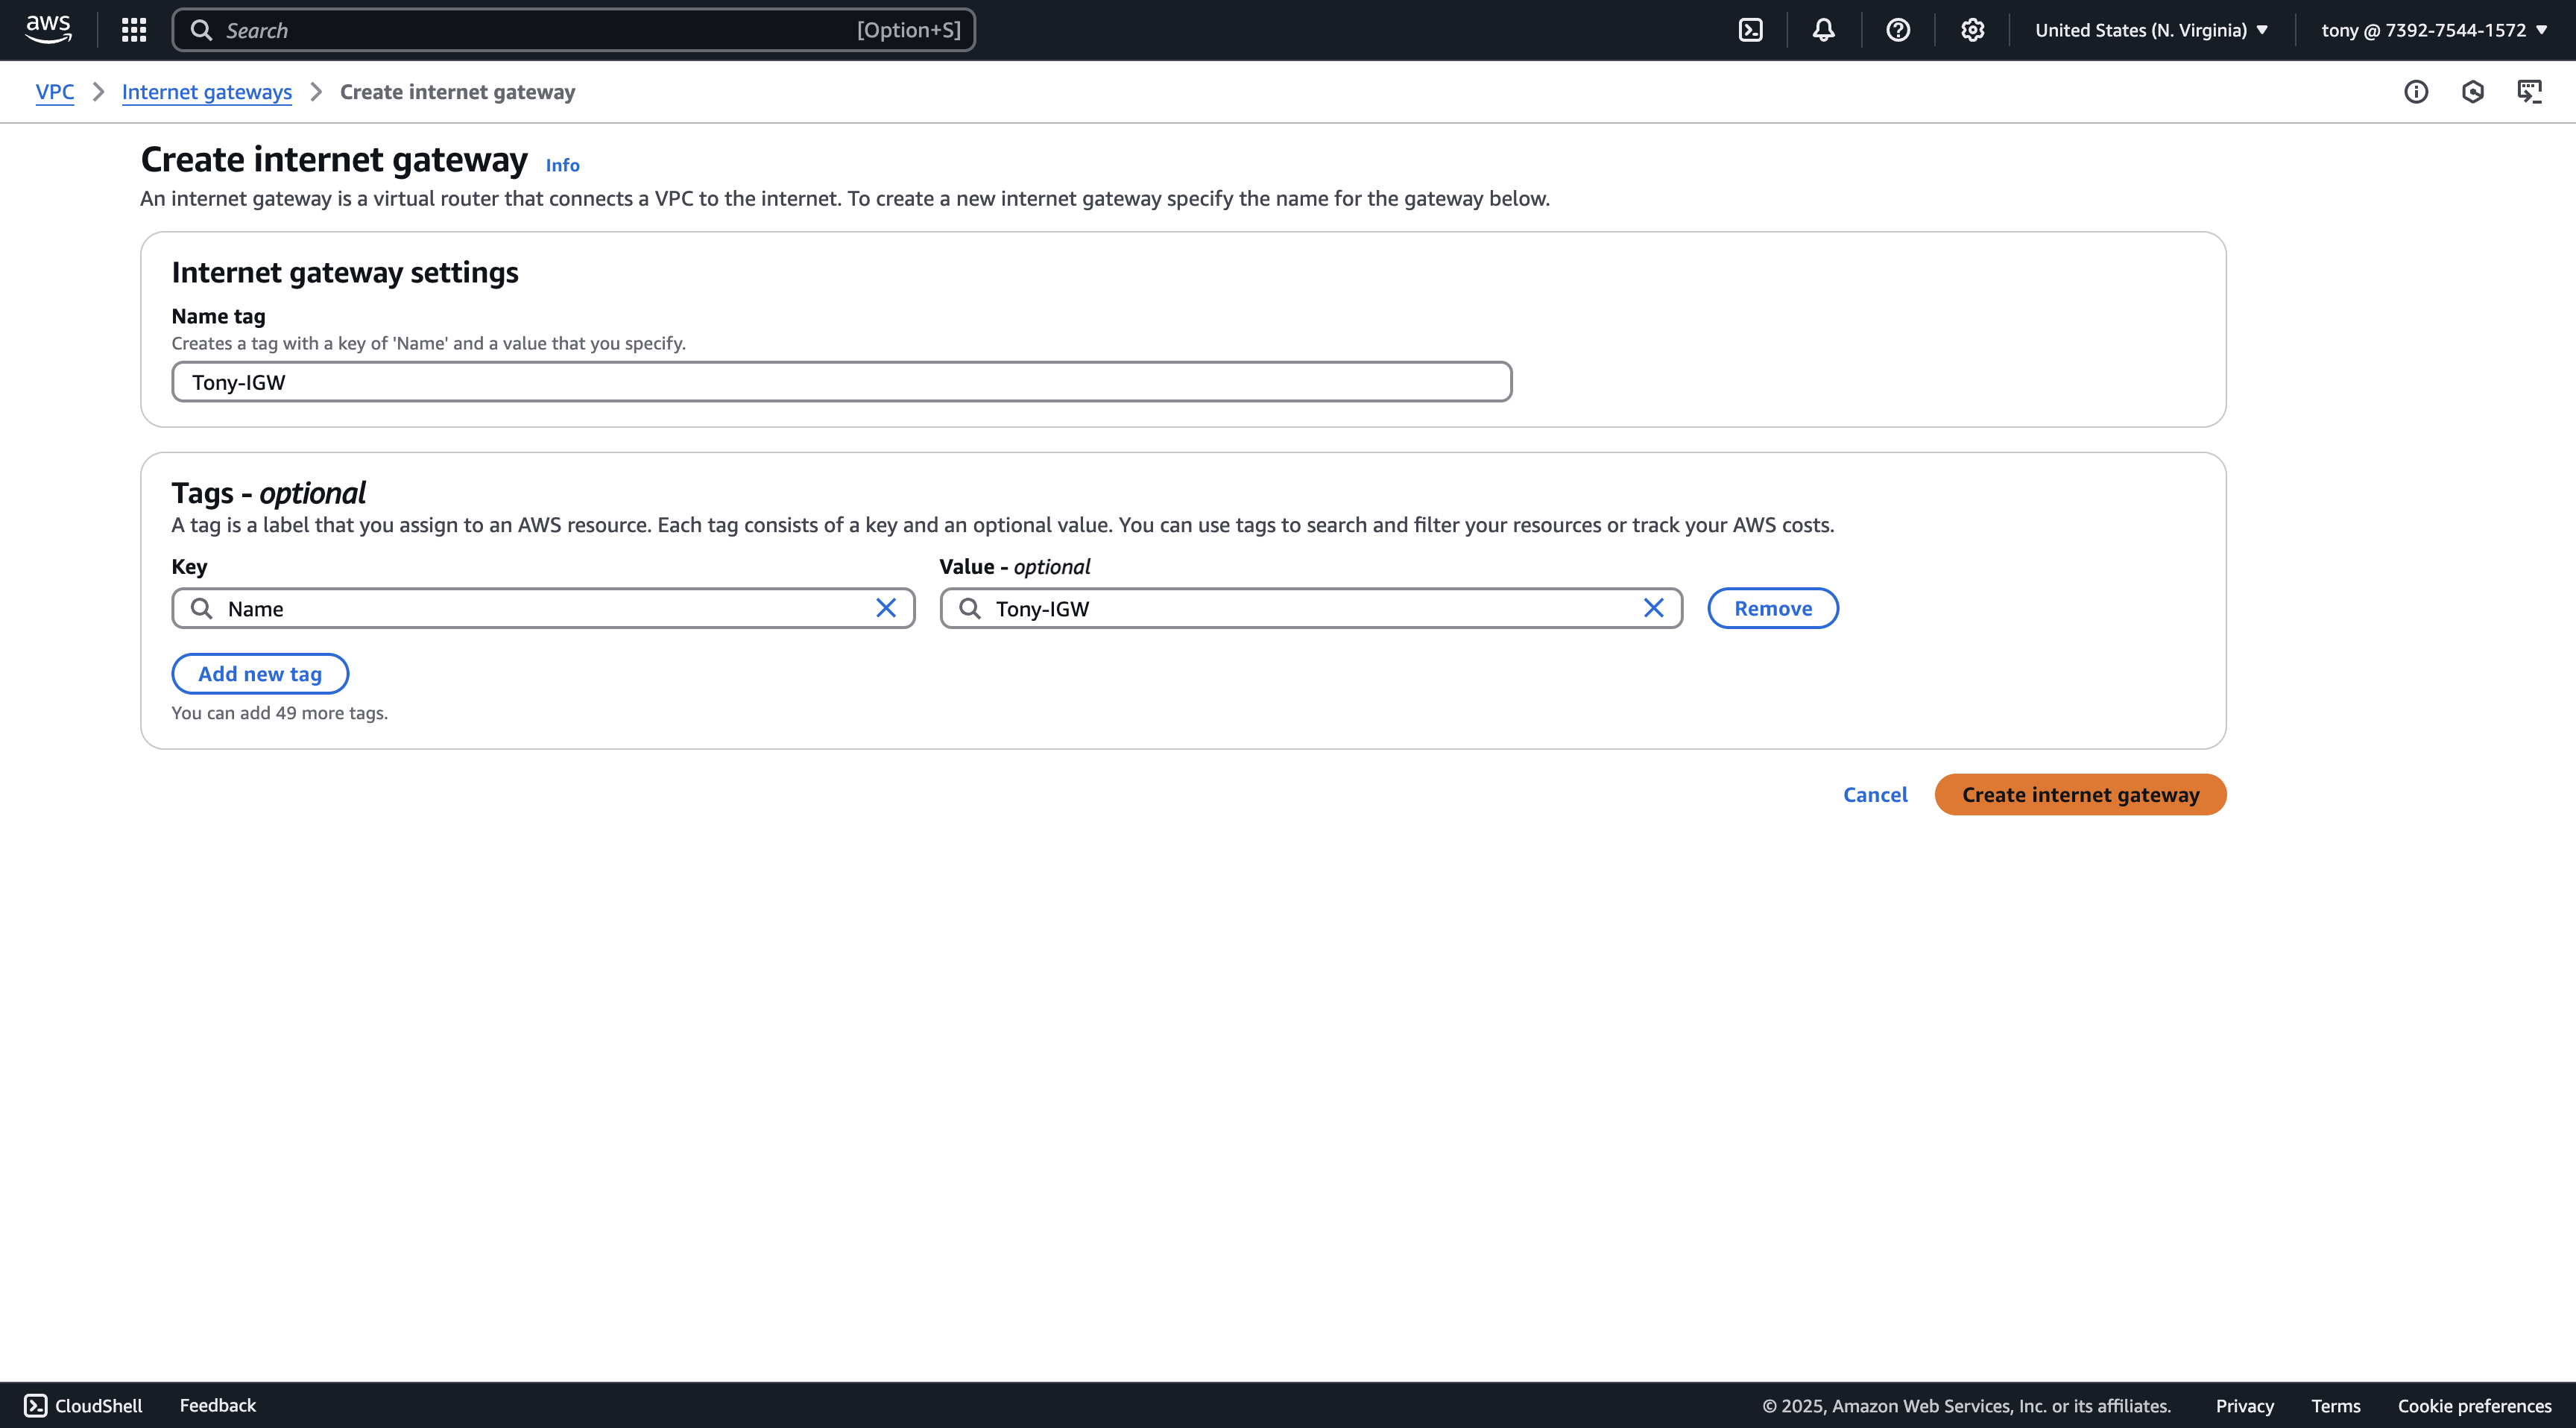 aws
Search [Option+S]
United States (N. Virginia) tony @ 7392-7544-1572
VPC Internet gateways Create internet gateway
Create internet gateway Info
An internet gateway is a virtual router that connects a VPC to the internet. To create a new internet gateway specify the name for the gateway below.
Internet gateway settings
Name tag
Creates a tag with a key of 'Name' and a value that you specify.
Tony-IGW
Tags - optional
A tag is a label that you assign to an AWS resource. Each tag consists of a key and an optional value. You can use tags to search and filter your resources or track your AWS costs.
Key Value - optional
Name Tony-IGW Remove
Add new tag
You can add 49 more tags.
Cancel Create internet gateway
CloudShell Feedback © 2025, Amazon Web Services, Inc. or its affiliates. Privacy Terms Cookie preferences